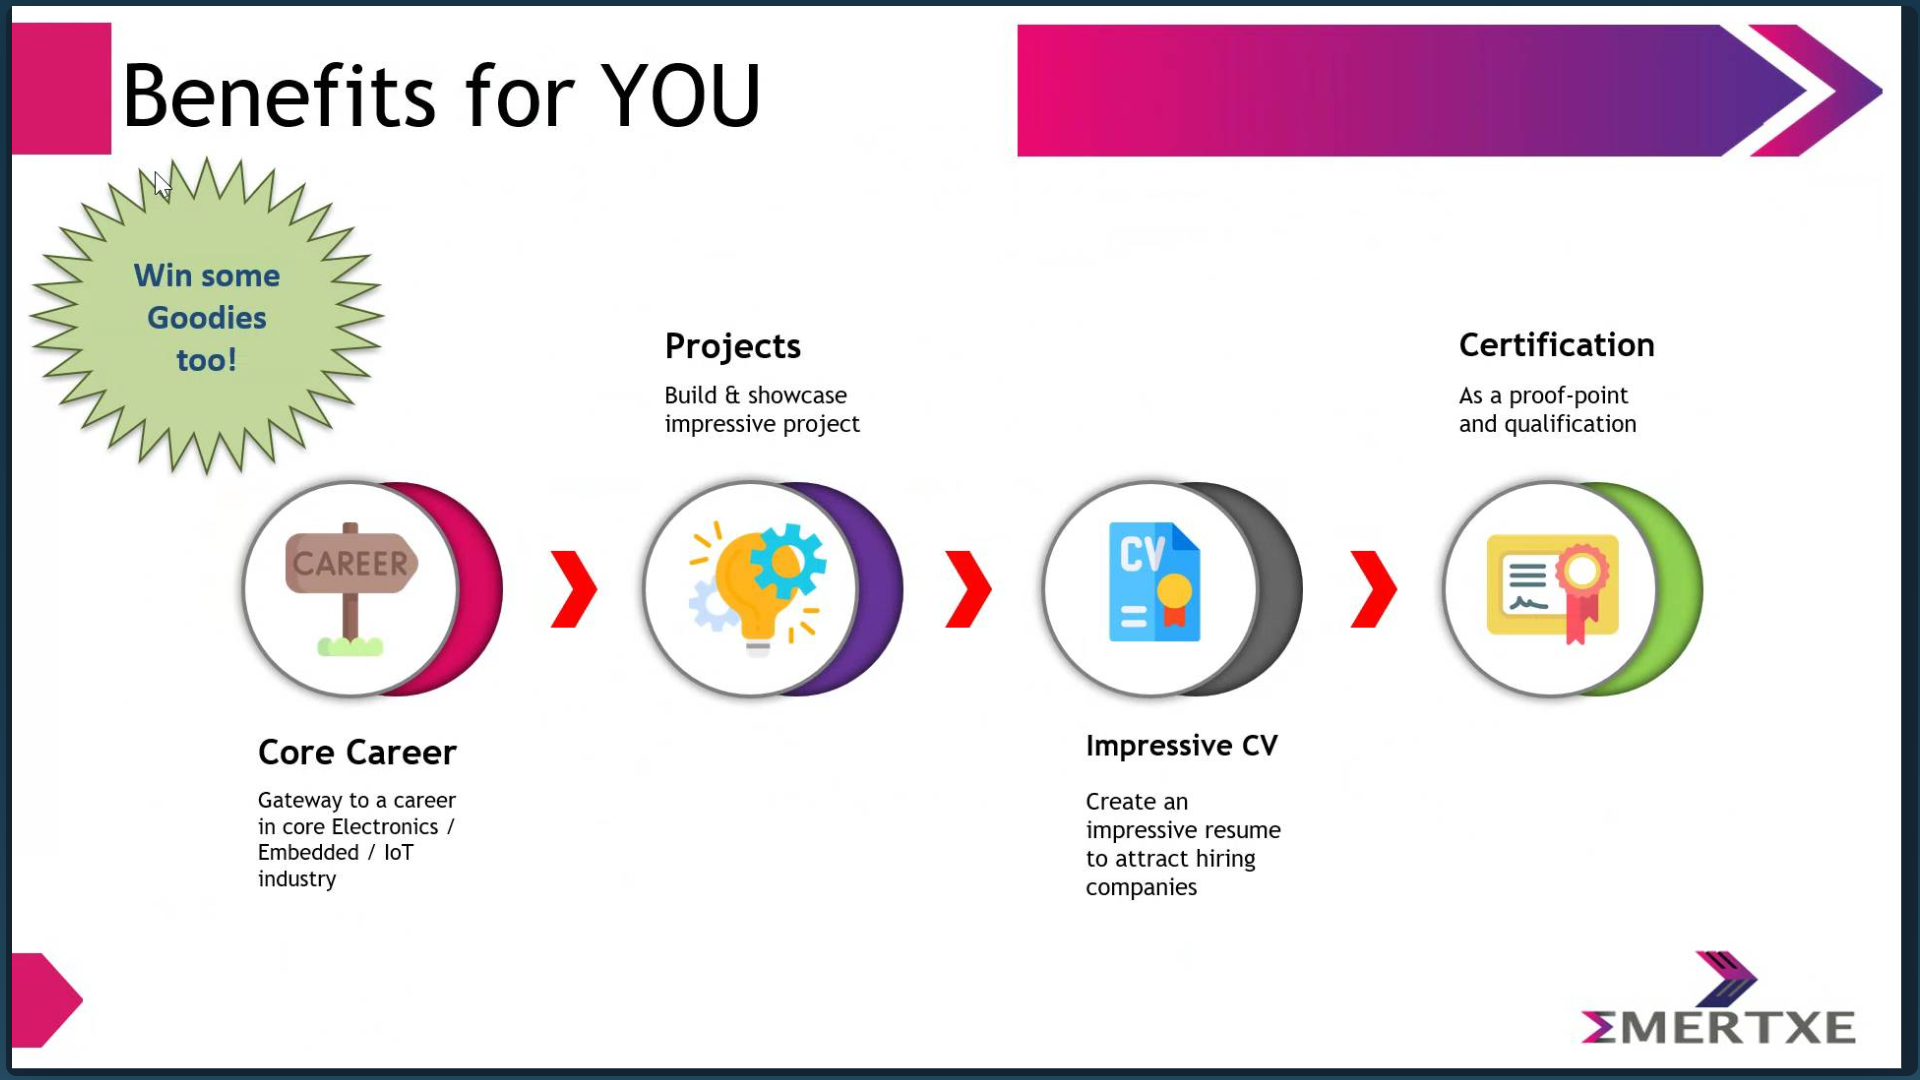 Benefits for YOU
Win some
Goodies
too!
Projects
Build & showcase
impressive project
Certification
As a proof-point
and qualification
CAREER
CV
Core Career
Gateway to a career
in core Electronics /
Embedded / IoT
industry
Impressive CV
Create an
impressive resume
to attract hiring
companies
EMERTXE